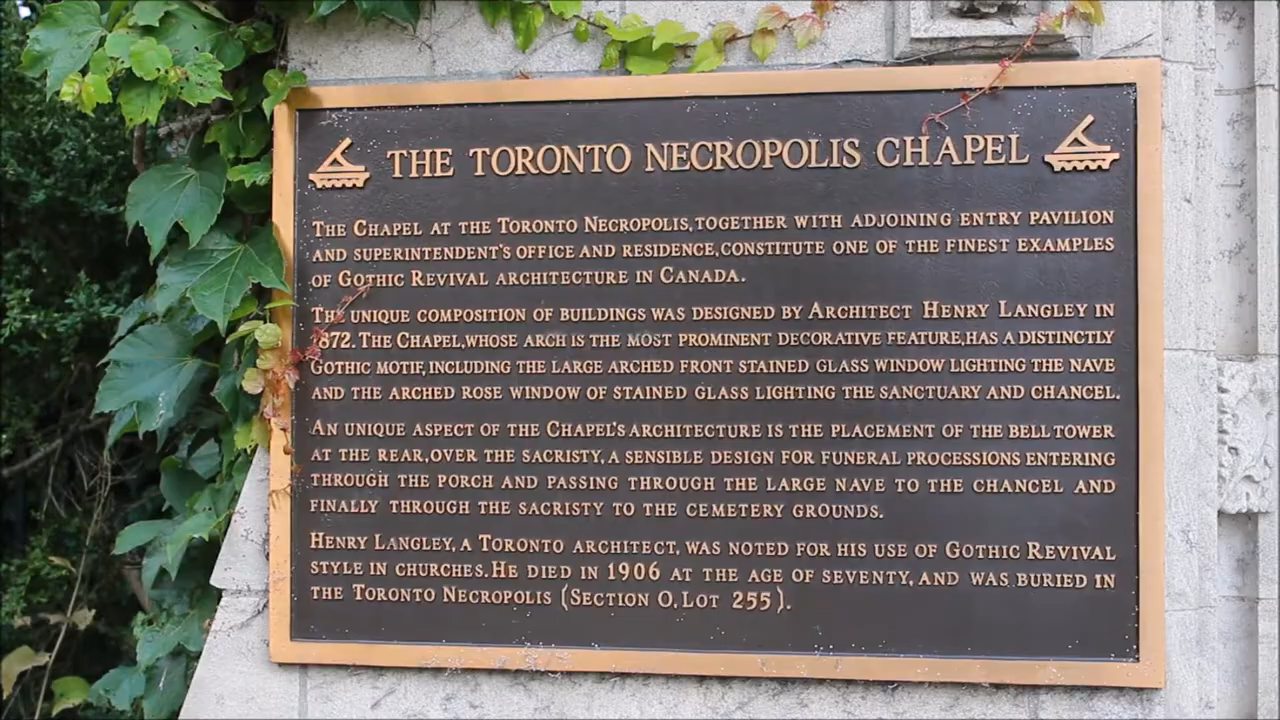 THE TORONTO NECROPOLIS CHAPEL
THE CHAPEL AT THE TORONTO NECROPOLIS, TOGETHER WITH ADJOINING ENTRY PAVILION
AND SUPERINTENDENT'S OFFICE AND RESIDENCE, CONSTITUTE ONE OF THE FINEST EXAMPLES
OF GOTHIC REVIVAL ARCHITECTURE IN CANADA.
THE UNIQUE COMPOSITION OF BUILDINGS WAS DESIGNED BY ARCHITECT HENRY LANGLEY IN
1872. THE CHAPEL, WHOSE ARCH IS THE MOST PROMINENT DECORATIVE FEATURE, HAS A DISTINCTLY
GOTHIC MOTIF, INCLUDING THE LARGE ARCHED FRONT STAINED GLASS WINDOW LIGHTING THE NAVE
AND THE ARCHED ROSE WINDOW OF STAINED GLASS LIGHTING THE SANCTUARY AND CHANCEL.
AN UNIQUE ASPECT OF THE CHAPEL'S ARCHITECTURE IS THE PLACEMENT OF THE BELL TOWER
AT THE REAR, OVER THE SACRISTY, A SENSIBLE DESIGN FOR FUNERAL PROCESSIONS ENTERING
THROUGH THE PORCH AND PASSING THROUGH THE LARGE NAVE TO THE CHANCEL AND
FINALLY THROUGH THE SACRISTY TO THE CEMETERY GROUNDS.
HENRY LANGLEY, A TORONTO ARCHITECT, WAS NOTED FOR HIS USE OF GOTHIC REVIVAL
STYLE IN CHURCHES. HE DIED IN 1906 AT THE AGE OF SEVENTY, AND WAS BURIED IN
THE TORONTO NECROPOLIS (SECTION O, LOT 255).